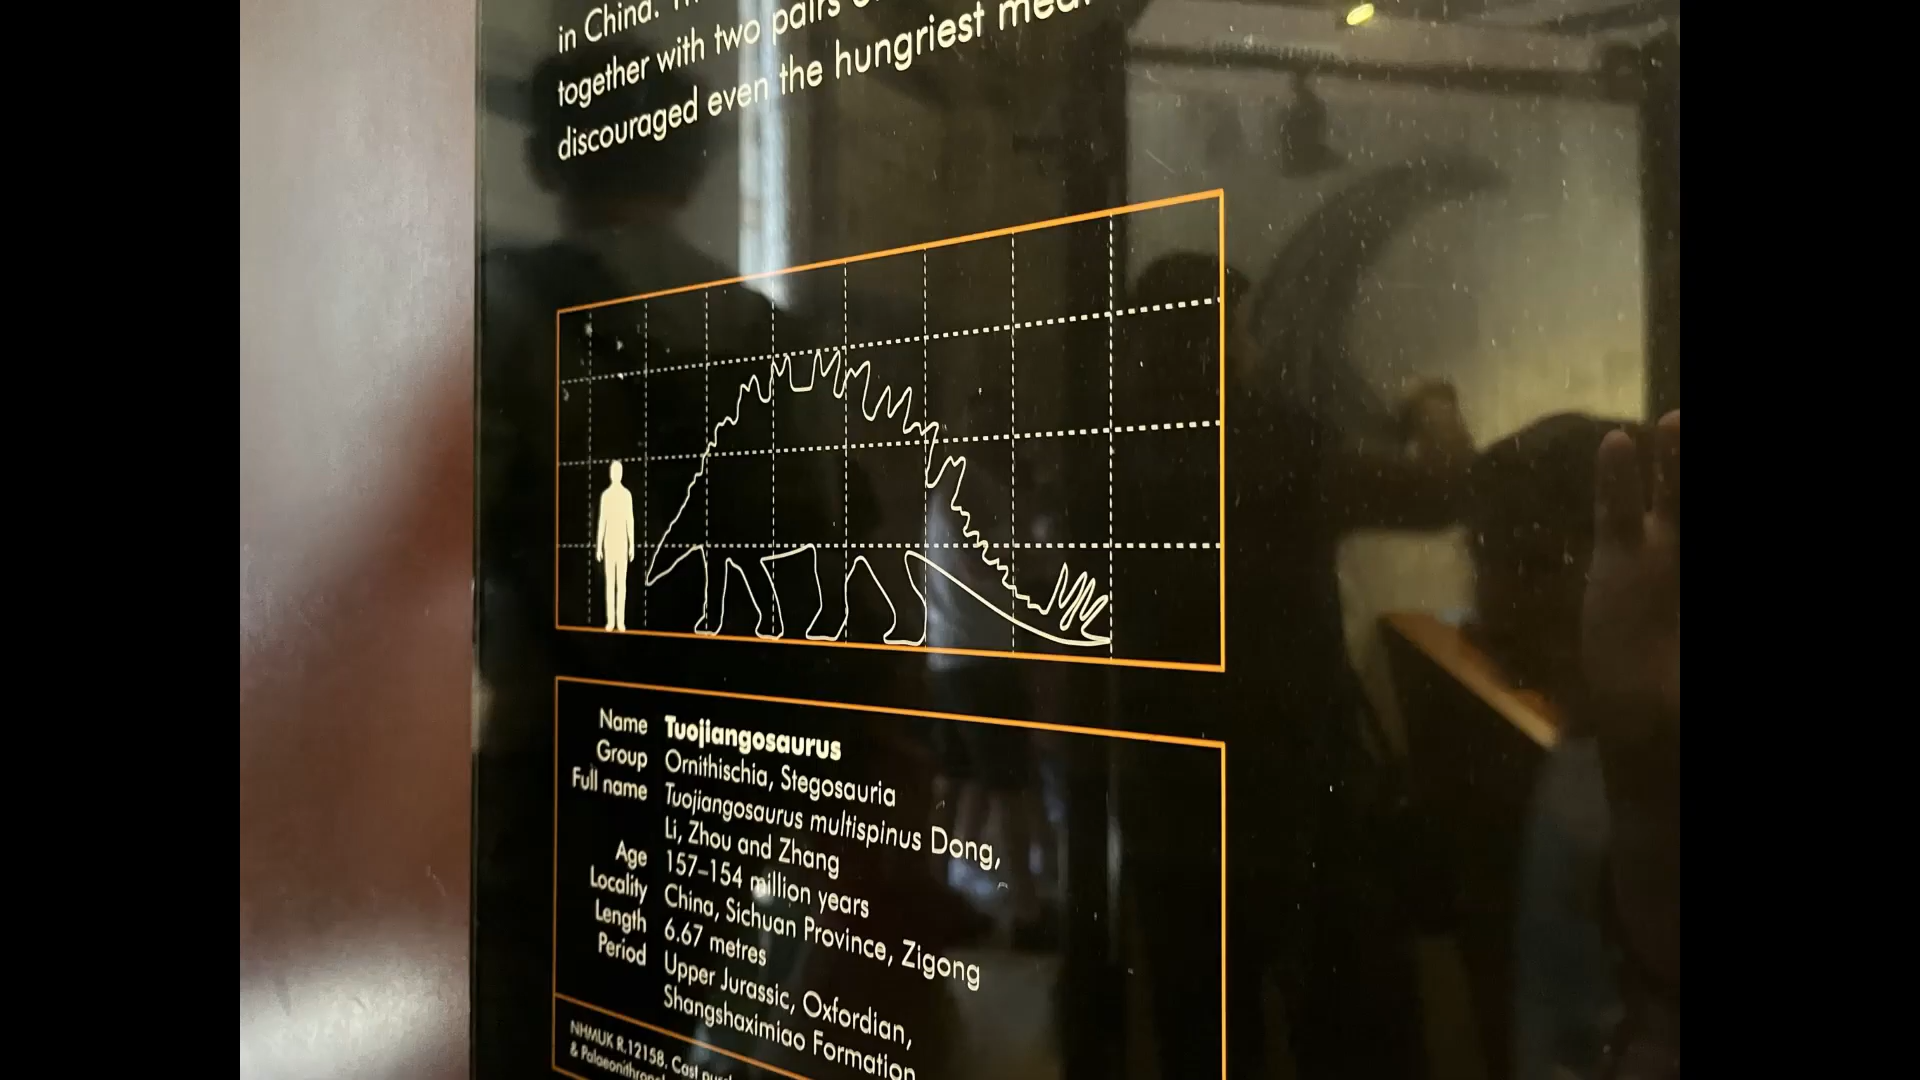 in China.
together with two pairs
discouraged even the hungriest
Name Tuojiangosaurus
Group Ornithischia, Stegosauria
Full name Tuojiangosaurus multispinus Dong,
Li, Zhou and Zhang
Age 157–154 million years
Locality China, Sichuan Province, Zigong
Length 6.67 metres
Period Upper Jurassic, Oxfordian,
Shangshaximiao Formation
NHMUK R.12158. Cast